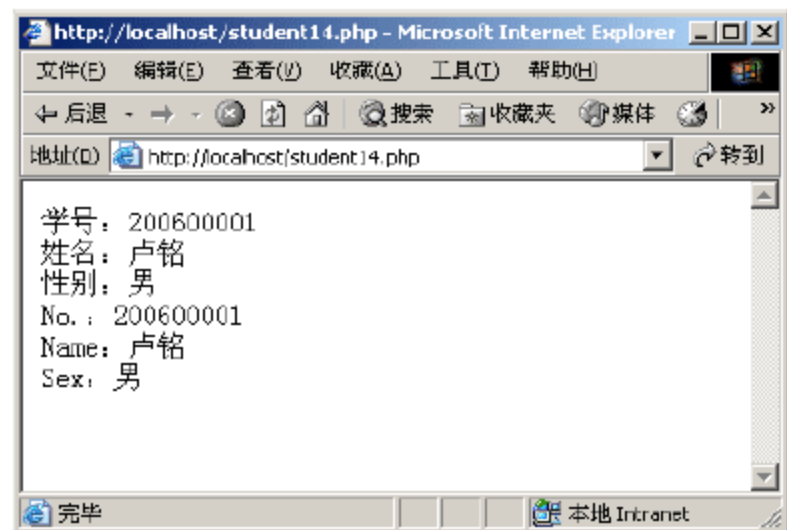 http://localhost/student14.php - Microsoft Internet Explorer
文件(F) 编辑(E) 查看(V) 收藏(A) 工具(T) 帮助(H)
后退 搜索 收藏夹 媒体 »
地址(D) http://localhost/student14.php 转到
学号：200600001
姓名：卢铭
性别：男
No.：200600001
Name：卢铭
Sex：男
完毕 本地 Intranet